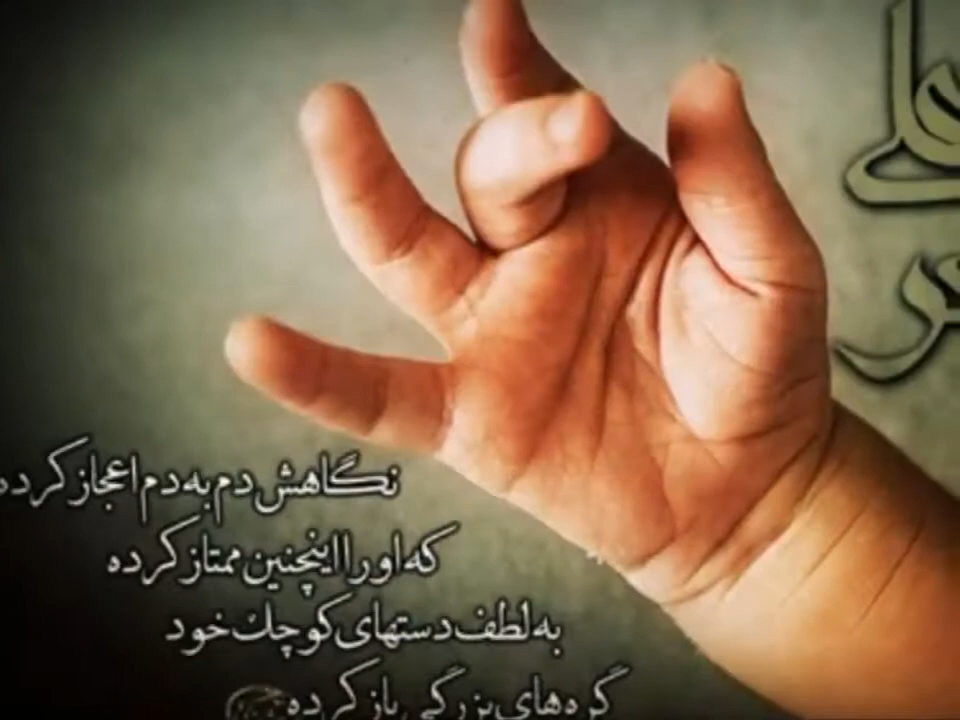 نگاهش دم به دم اعجاز کرده
که او را اینچنین ممتاز کرده
به لطف دستهای کوچک خود
گره های بزرگی باز کرده